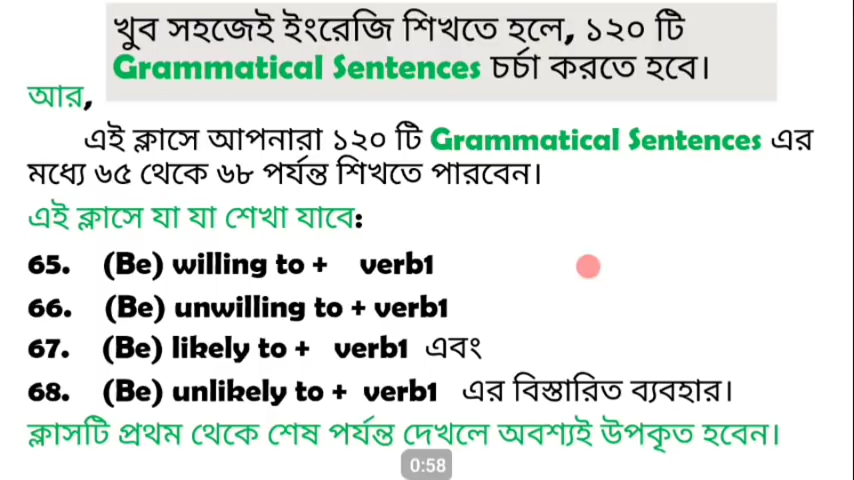 খুব সহজেই ইংরেজি শিখতে হলে, ১২০ টি
Grammatical Sentences চর্চা করতে হবে।
আর,
এই ক্লাসে আপনারা ১২০ টি Grammatical Sentences এর
মধ্যে ৬৫ থেকে ৬৮ পর্যন্ত শিখতে পারবেন।
এই ক্লাসে যা যা শেখা যাবে:
65. (Be) willing to + verb1
66. (Be) unwilling to + verb1
67. (Be) likely to + verb1 এবং
68. (Be) unlikely to + verb1 এর বিস্তারিত ব্যবহার।
ক্লাসটি প্রথম থেকে শেষ পর্যন্ত দেখলে অবশ্যই উপকৃত হবেন।
0:58